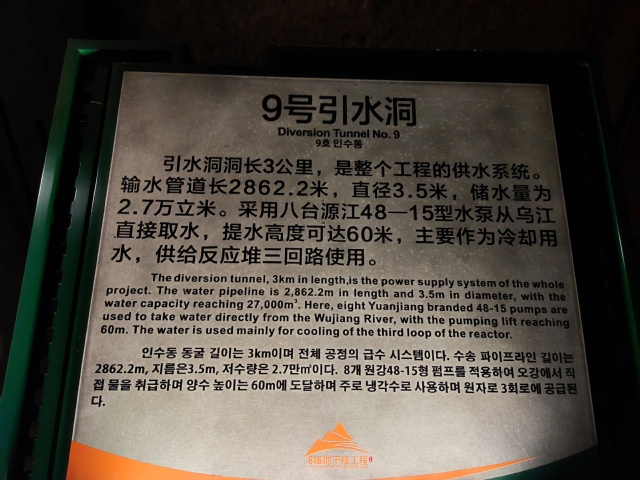 9号引水洞
Diversion Tunnel No. 9
9호 인수동
引水洞洞长3公里，是整个工程的供水系统。
输水管道长2862.2米，直径3.5米，储水量为
2.7万立米。采用八台源江48—15型水泵从乌江
直接取水，提水高度可达60米，主要作为冷却用
水，供给反应堆三回路使用。
The diversion tunnel, 3km in length,is the power supply system of the whole
project. The water pipeline is 2,862.2m in length and 3.5m in diameter, with the
water capacity reaching 27,000m³. Here, eight Yuanjiang branded 48-15 pumps are
used to take water directly from the Wujiang River, with the pumping lift reaching
60m. The water is used mainly for cooling of the third loop of the reactor.
인수동 동굴 길이는 3km이며 전체 공정의 급수 시스템이다. 수송 파이프라인 길이는
2862.2m, 지름은3.5m, 저수량은 2.7만㎥이다. 8개 원강48-15형 펌프를 적용하여 오강에서 직
접 물을 취급하며 양수 높이는 60m에 도달하며 주로 냉각수로 사용하며 원자로 3회로에 공급된
다.
816地下核工程